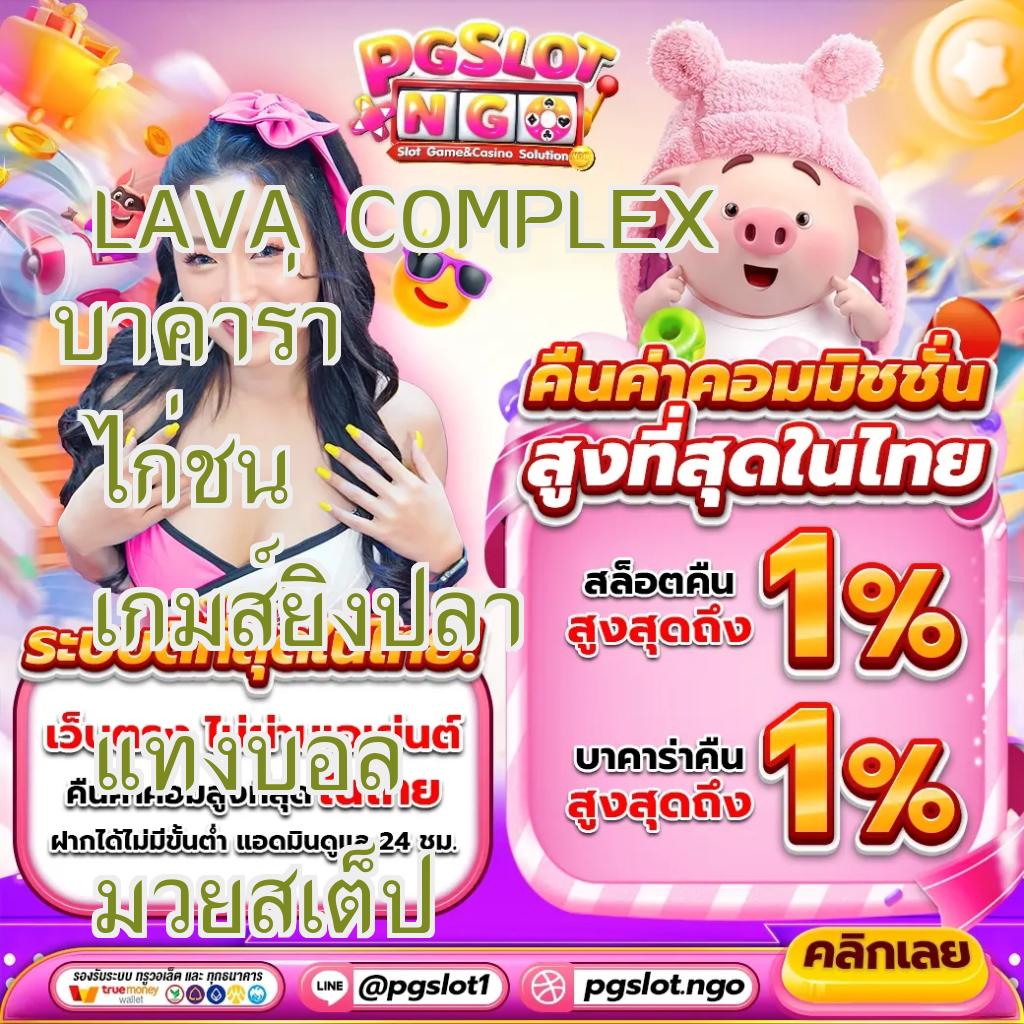 PGSLOT
NGO
Slot Game&Casino Solution
LAVA COMPLEX
บาคาร่า
ไก่ชน
เกมส์ยิงปลา
แทงบอล
มวยสเต็ป
คืนค่าคอมมิชชั่น
สูงที่สุดในไทย
สล็อตคืน
สูงสุดถึง
1%
บาคาร่าคืน
สูงสุดถึง
1%
ในไทย
ฝากได้ไม่มีขั้นต่ำ แอดมินดูแล 24 ชม.
คลิกเลย
รองรับระบบ ทรูวอเล็ต และ ทุกธนาคาร
truemoney
wallet
LINE @pgslot1
pgslot.ngo